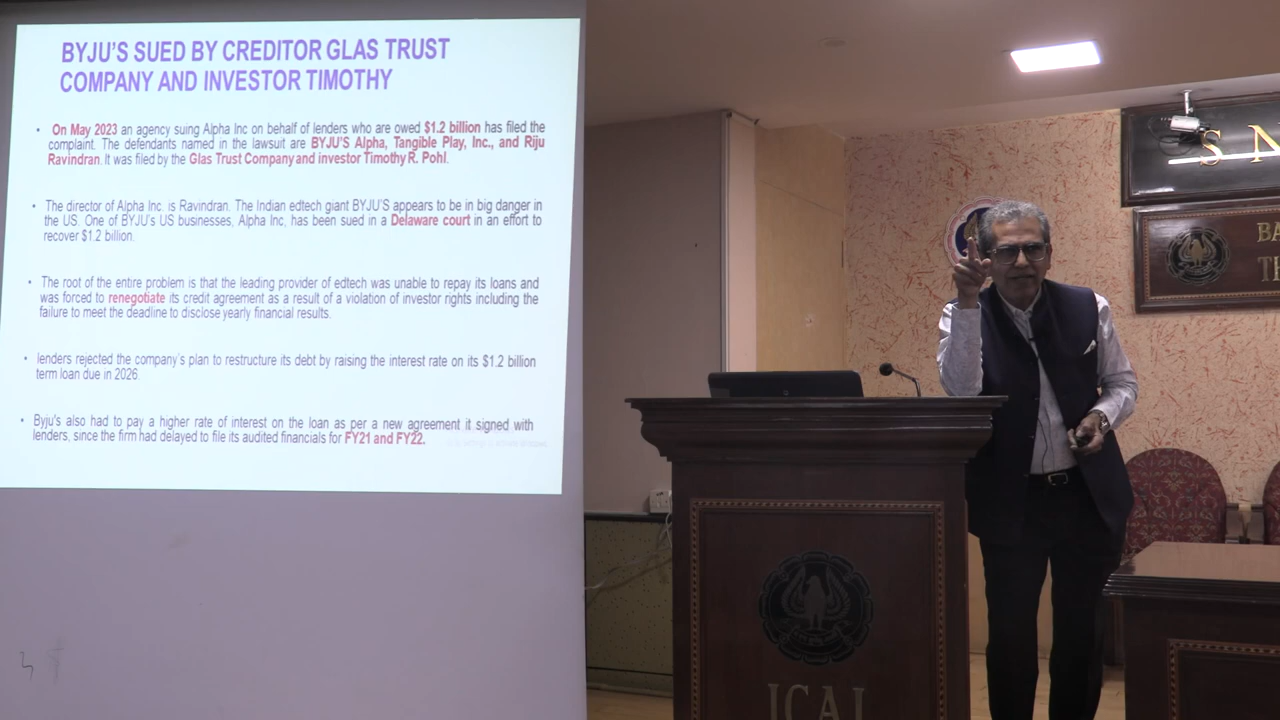 BYJU'S SUED BY CREDITOR GLAS TRUST
COMPANY AND INVESTOR TIMOTHY
• On May 2023 an agency suing Alpha Inc on behalf of lenders who are owed $1.2 billion has filed the
complaint. The defendants named in the lawsuit are BYJU'S Alpha, Tangible Play, Inc., and Riju
Ravindran. It was filed by the Glas Trust Company and investor Timothy R. Pohl.
• The director of Alpha Inc. is Ravindran. The Indian edtech giant BYJU'S appears to be in big danger in
the US. One of BYJU's US businesses, Alpha Inc, has been sued in a Delaware court in an effort to
recover $1.2 billion.
• The root of the entire problem is that the leading provider of edtech was unable to repay its loans and
was forced to renegotiate its credit agreement as a result of a violation of investor rights including the
failure to meet the deadline to disclose yearly financial results.
• lenders rejected the company's plan to restructure its debt by raising the interest rate on its $1.2 billion
term loan due in 2026.
• Byju's also had to pay a higher rate of interest on the loan as per a new agreement it signed with
lenders, since the firm had delayed to file its audited financials for FY21 and FY22.
S N
BA
TH
ICAI